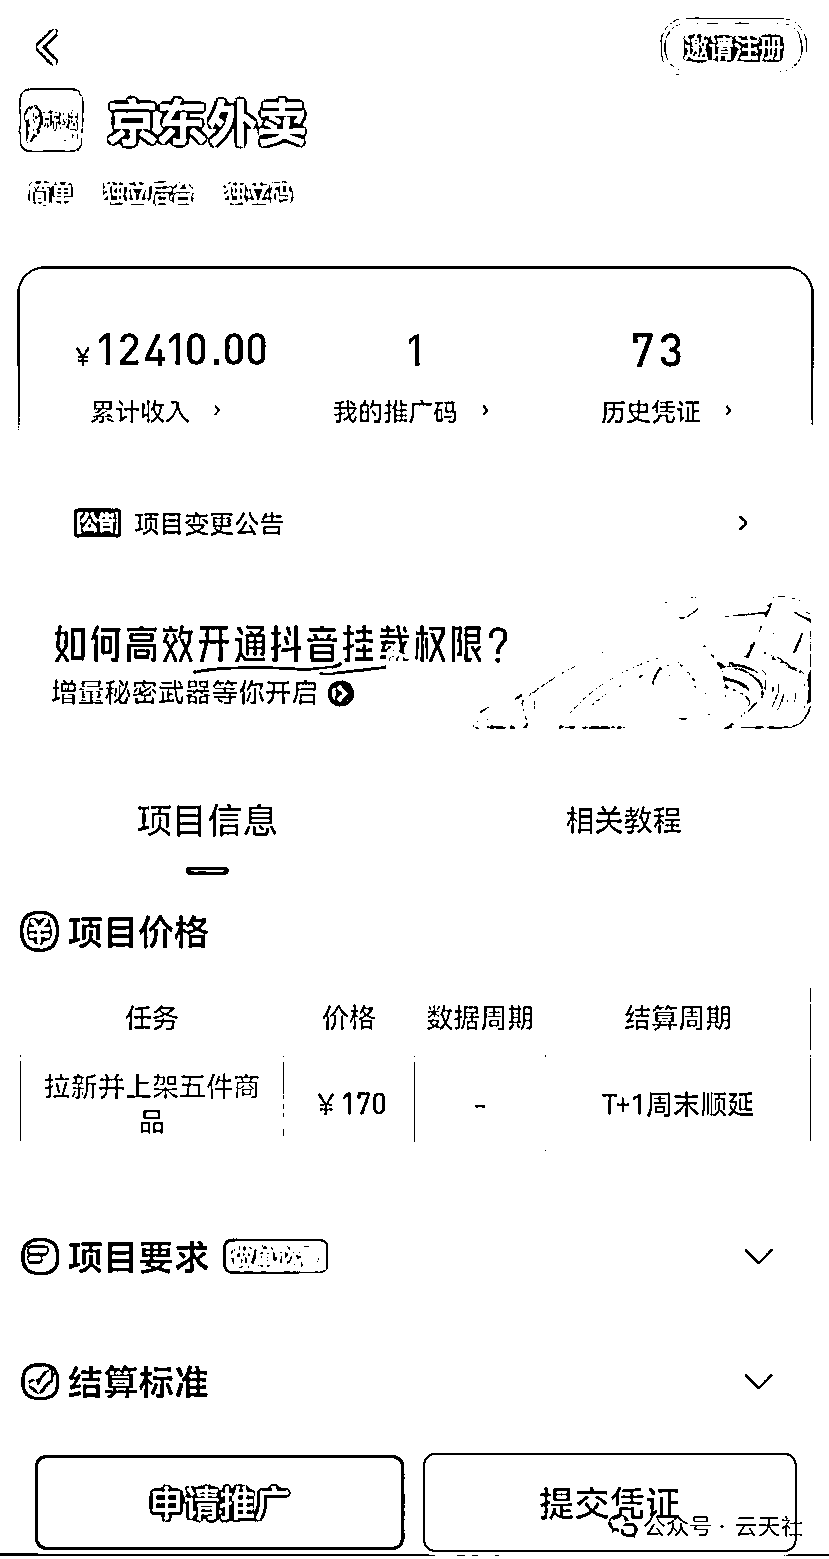 邀请注册
京东外卖
简单 独立后台 独立码
¥12410.00 1 73
累计收入 › 我的推广码 › 历史凭证 ›
公告 项目变更公告
如何高效开通抖音挂载权限？
增量秘密武器等你开启
项目信息 相关教程
项目价格
任务 价格 数据周期 结算周期
拉新并上架五件商品 ¥170 - T+1周末顺延
项目要求
结算标准
申请推广 提交凭证
公众号·云天社